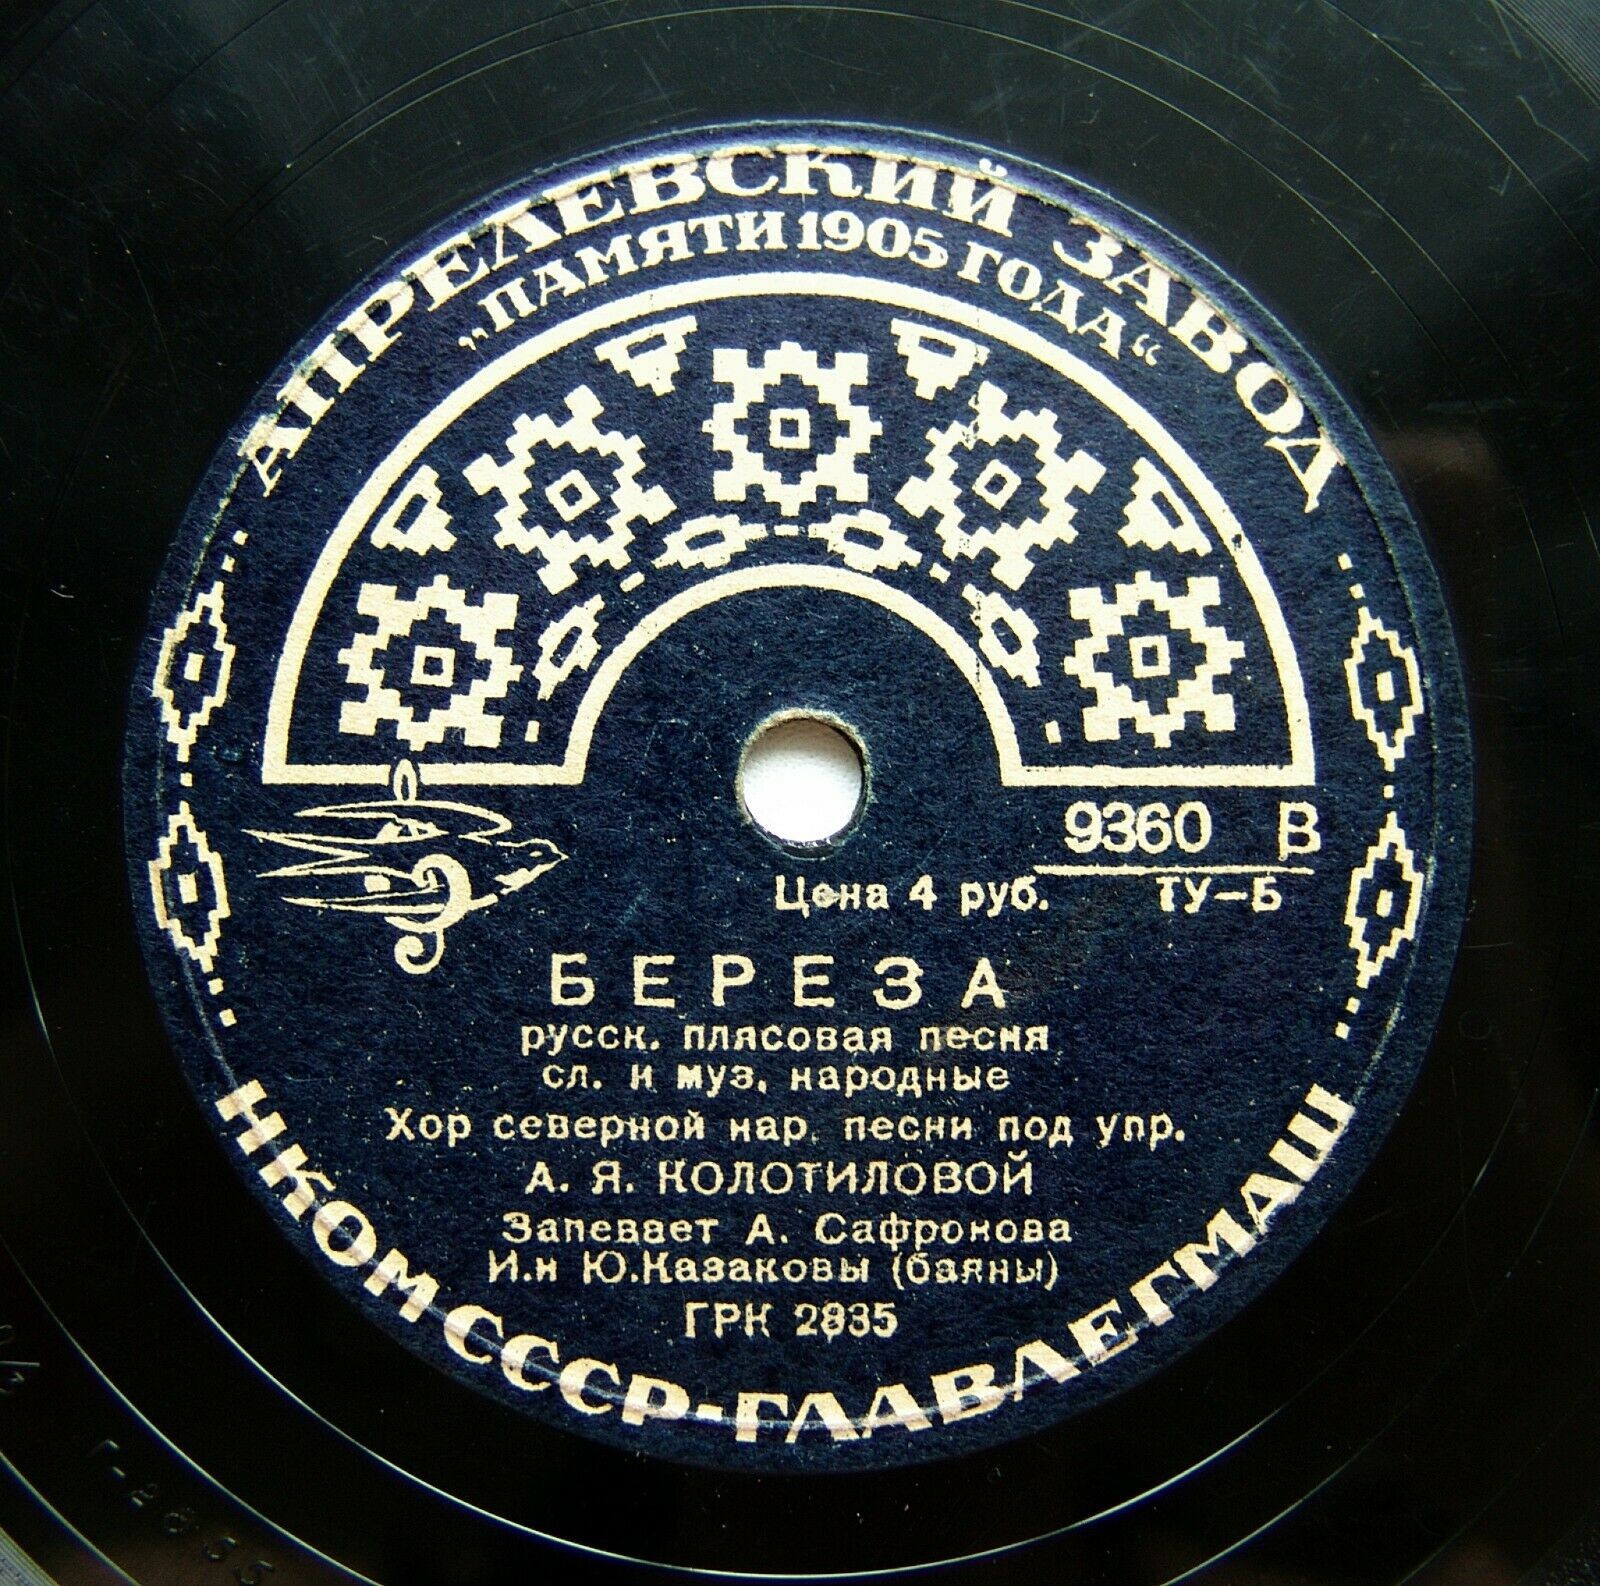 АПРЕЛЕВСКИЙ ЗАВОД
„ПАМЯТИ 1905 ГОДА“
9360 В
Цена 4 руб. ТУ-Б
БЕРЕЗА
русск. плясовая песня
сл. и муз. народные
Хор северной нар. песни под упр.
А. Я. КОЛОТИЛОВОЙ
Запевает А. Сафронова
И.и Ю.Казаковы (баяны)
ГРК 2835
НКОМ СССР-ГЛАВЛЕГМАШ